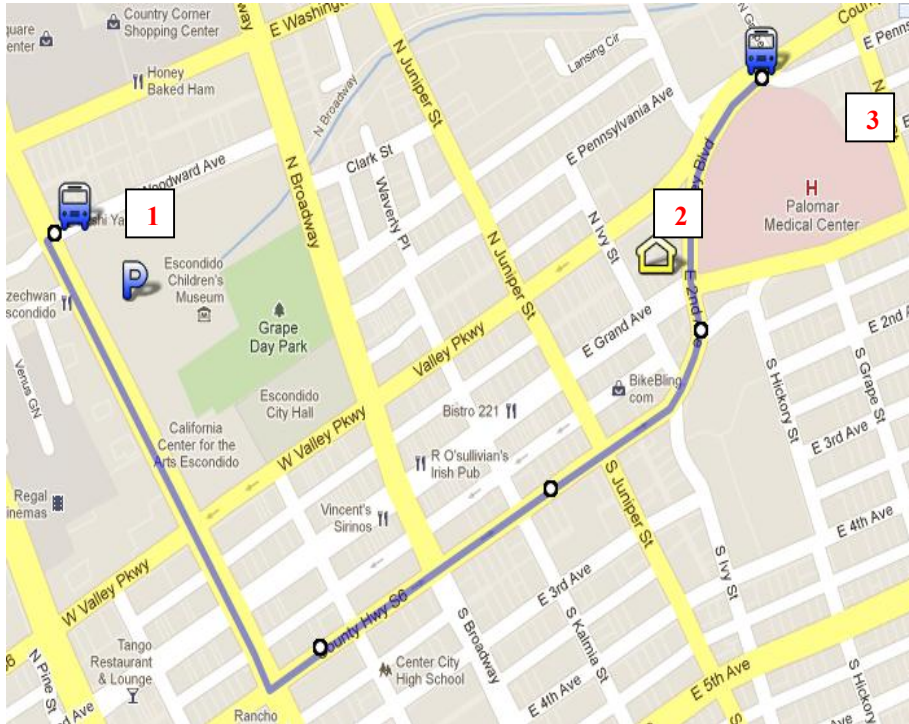 Country Corner
Shopping Center
E Washing
N Juniper St
Lansing Cir
E Penns
Honey
Baked Ham
N Broadway
Clark St
E Pennsylvania Ave
3
Woodward Ave
1
N Broadway
Waverly Pl
N Ivy St
2
H
Palomar
Medical Center
P
Escondido
Children's
Museum
Grape
Day Park
N Juniper St
E 2nd
E Grand Ave
Valley Pkwy
Venus GN
Escondido
City Hall
BikeBling
com
S Hickory St
S Grape St
E 2nd
E 3rd Ave
Bistro 221
California
Center for the
Arts Escondido
W Valley Pkwy
R O'sullivian's
Irish Pub
S Juniper St
Regal
Vincent's
Sirinos
E 4th Ave
W Valley Pkwy
County Hwy S6
E 3rd Ave
S Ivy St
S Broadway
S Kalmia St
Tango
Restaurant
& Lounge
N Pine St
Center City
High School
E 4th Ave
E 5th Ave
S Hickory
Rancho